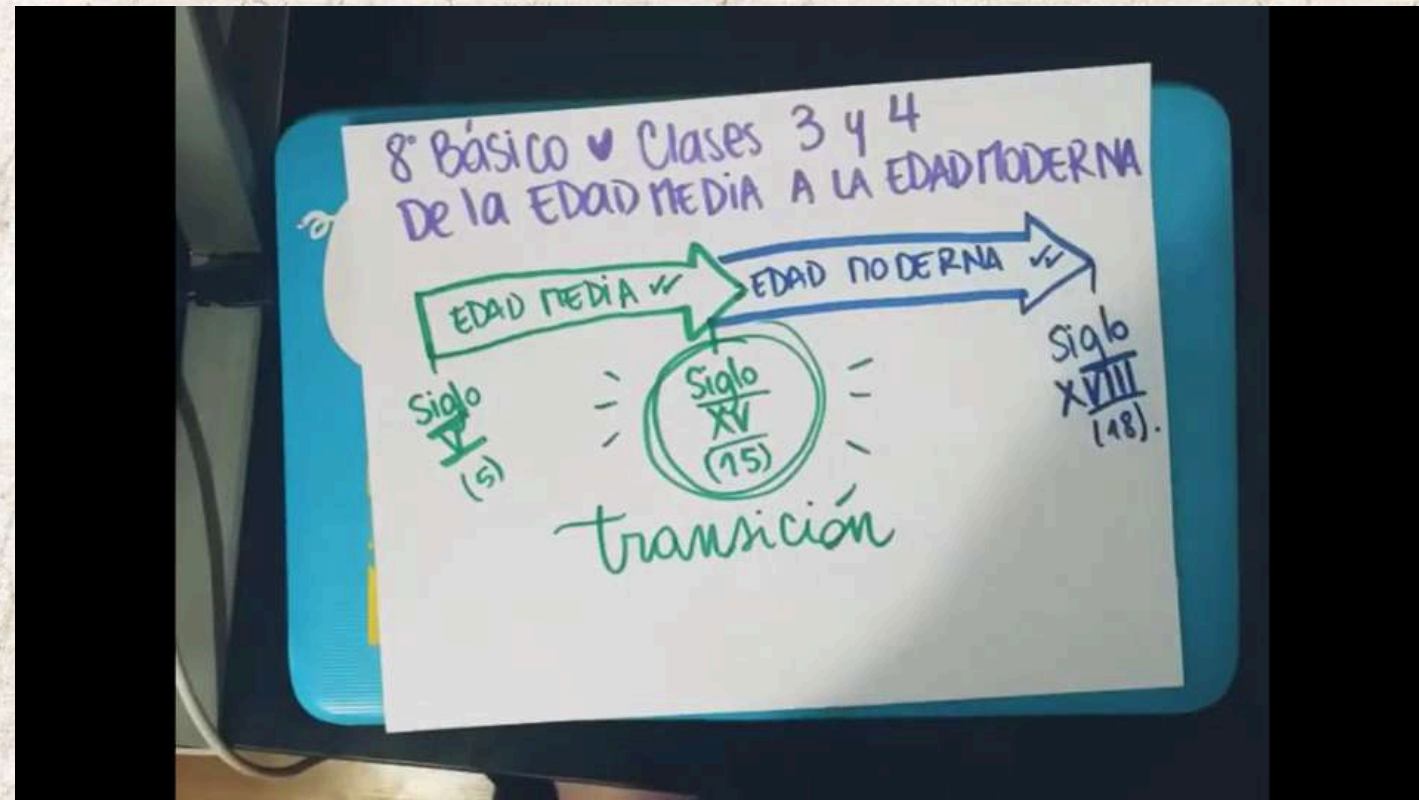 8° Básico ♥ Clases 3 y 4
De la EDAD MEDIA A LA EDAD MODERNA
EDAD MEDIA
EDAD MODERNA
Siglo
V
(5)
Siglo
XV
(15)
Siglo
XVIII
(18).
transición